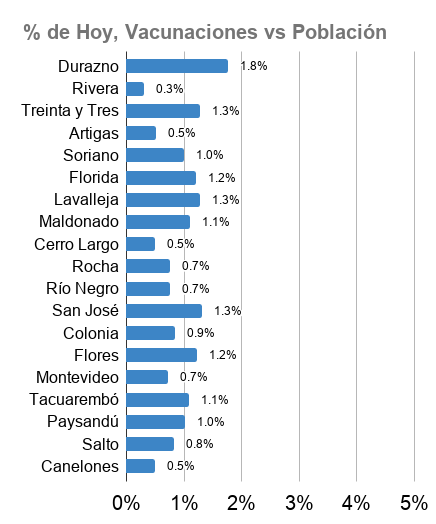 % de Hoy, Vacunaciones vs Población
Durazno 1.8%
Rivera 0.3%
Treinta y Tres 1.3%
Artigas 0.5%
Soriano 1.0%
Florida 1.2%
Lavalleja 1.3%
Maldonado 1.1%
Cerro Largo 0.5%
Rocha 0.7%
Río Negro 0.7%
San José 1.3%
Colonia 0.9%
Flores 1.2%
Montevideo 0.7%
Tacuarembó 1.1%
Paysandú 1.0%
Salto 0.8%
Canelones 0.5%
0% 1% 2% 3% 4% 5%